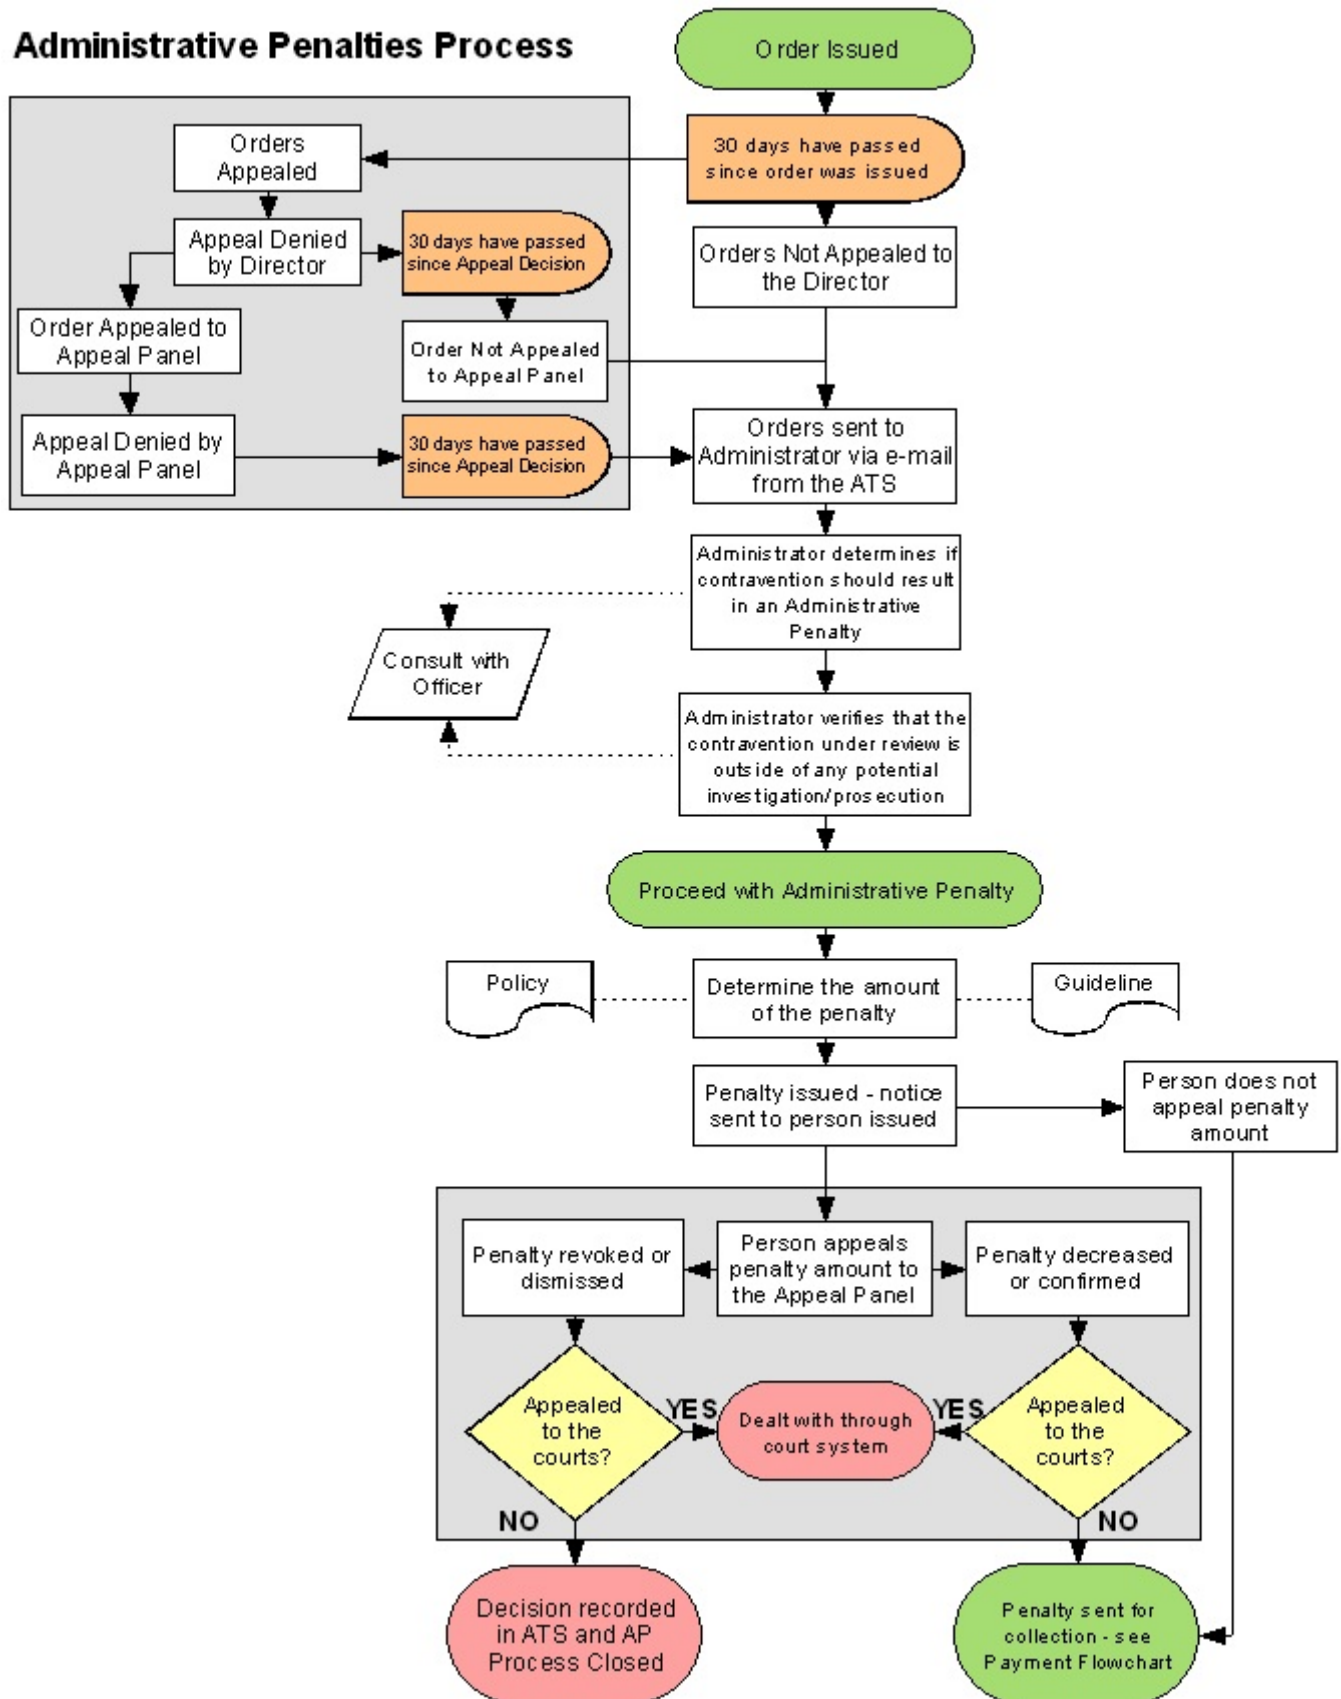 Administrative Penalties Process
Order Issued
30 days have passed
since order was issued
Orders
Appealed
Appeal Denied
by Director
30 days have passed
since Appeal Decision
Orders Not Appealed to
the Director
Order Appealed to
Appeal Panel
Order Not Appealed
to Appeal Panel
Appeal Denied by
Appeal Panel
30 days have passed
since Appeal Decision
Orders sent to
Administrator via e-mail
from the ATS
Administrator determines if
contravention should result
in an Administrative
Penalty
Consult with
Officer
Administrator verifies that the
contravention under review is
outside of any potential
investigation/prosecution
Proceed with Administrative Penalty
Policy
Determine the amount
of the penalty
Guideline
Penalty issued - notice
sent to person issued
Person does not
appeal penalty
amount
Penalty revoked or
dismissed
Person appeals
penalty amount to
the Appeal Panel
Penalty decreased
or confirmed
Appealed
to the
courts?
YES
Dealt with through
court system
YES
Appealed
to the
courts?
NO
NO
Decision recorded
in ATS and AP
Process Closed
Penalty sent for
collection - see
Payment Flowchart